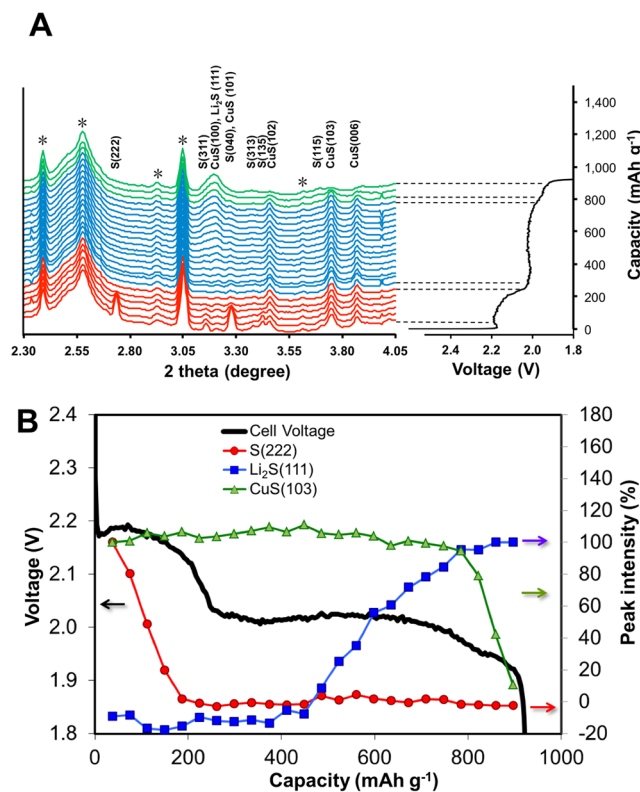 A
* * * * *
S(222)
S(311)
CuS(100), Li₂S (111)
S(040), CuS (101)
S(313)
S(135)
CuS(102)
S(115)
CuS(103)
CuS(006)
1,400
1,200
1,000
800
600
400
200
0
Capacity (mAh g⁻¹)
2.30 2.55 2.80 3.05 3.30 3.55 3.80 4.05
2 theta (degree)
2.4 2.2 2.0 1.8
Voltage (V)
B
2.4
2.3
2.2
2.1
2.0
1.9
1.8
Voltage (V)
Cell Voltage
S(222)
Li₂S(111)
CuS(103)
180
160
140
120
100
80
60
40
20
0
-20
Peak intensity (%)
0 200 400 600 800 1000
Capacity (mAh g⁻¹)